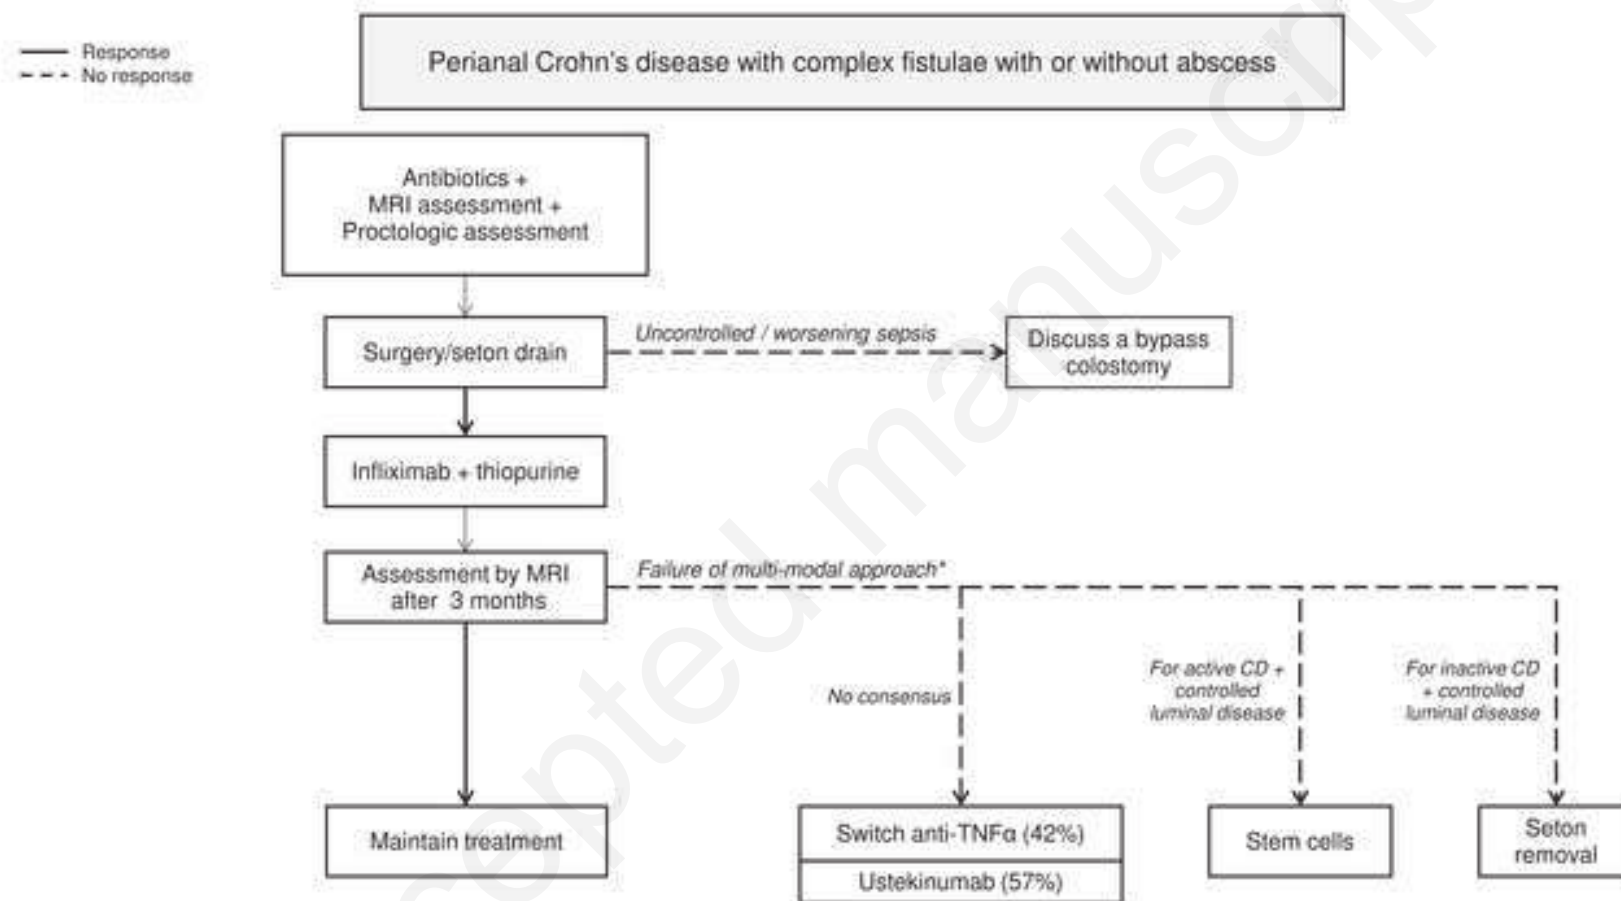 Response
No response
Perianal Crohn's disease with complex fistulae with or without abscess
Antibiotics +
MRI assessment +
Proctologic assessment
Surgery/seton drain
Uncontrolled / worsening sepsis
Discuss a bypass
colostomy
Infliximab + thiopurine
Assessment by MRI
after 3 months
Failure of multi-modal approach*
No consensus
For active CD +
controlled
luminal disease
For inactive CD
+ controlled
luminal disease
Maintain treatment
Switch anti-TNFα (42%)
Ustekinumab (57%)
Stem cells
Seton
removal
cepted manuscrip